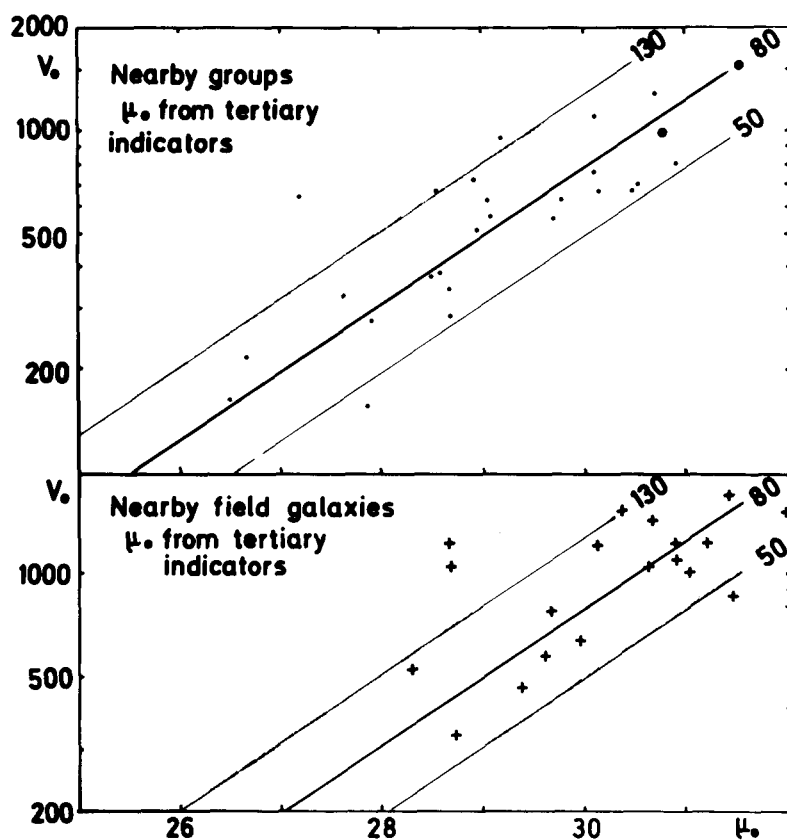 2000
V₀
Nearby groups
μ₀ from tertiary
indicators
130
80
50
1000
500
200
V₀
Nearby field galaxies
μ₀ from tertiary
indicators
130
80
50
1000
500
200
26
28
30
μ₀